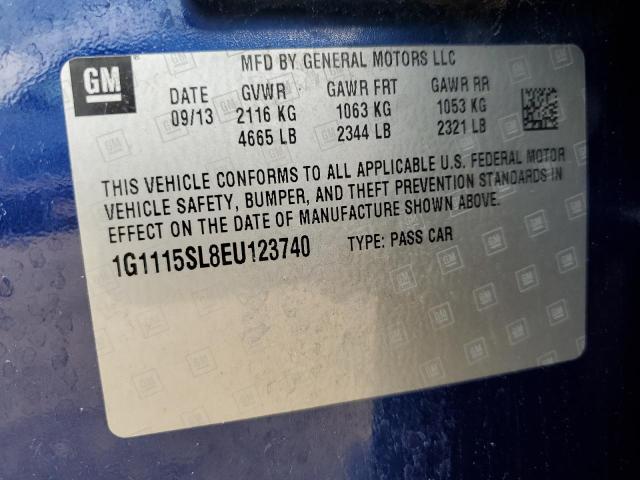 GM
MFD BY GENERAL MOTORS LLC
DATE GVWR GAWR FRT GAWR RR
09/13 2116 KG 1063 KG 1053 KG
4665 LB 2344 LB 2321 LB
THIS VEHICLE CONFORMS TO ALL APPLICABLE U.S. FEDERAL MOTOR
VEHICLE SAFETY, BUMPER, AND THEFT PREVENTION STANDARDS IN
EFFECT ON THE DATE OF MANUFACTURE SHOWN ABOVE.
1G1115SL8EU123740 TYPE: PASS CAR